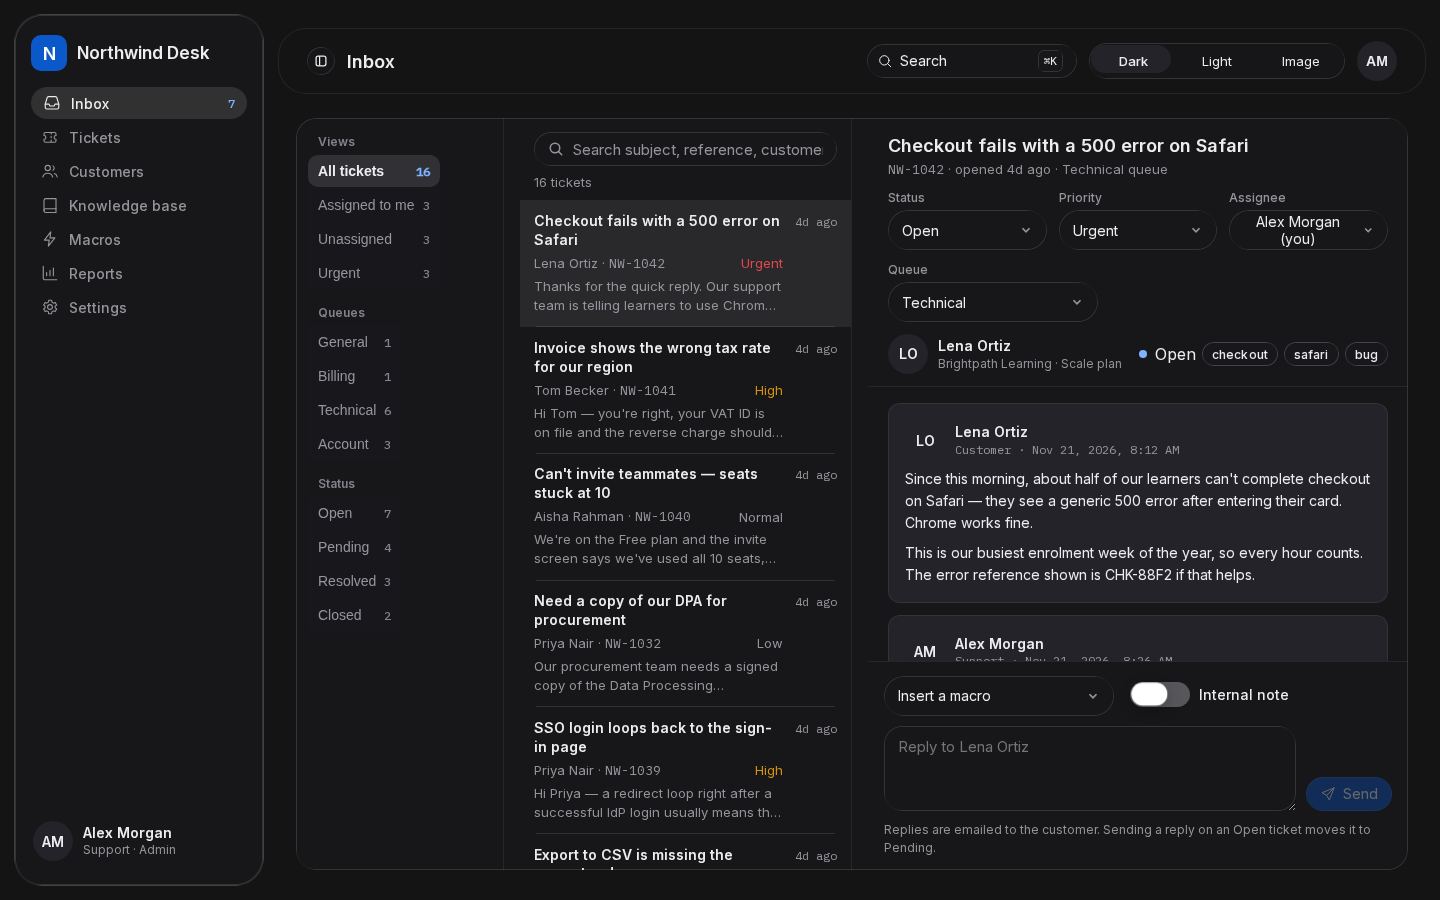 N Northwind Desk
Inbox 7
Tickets
Customers
Knowledge base
Macros
Reports
Settings
AM
Alex Morgan
Support · Admin
Inbox
Search ⌘K
Dark Light Image
AM
Views
All tickets 16
Assigned to me 3
Unassigned 3
Urgent 3
Queues
General 1
Billing 1
Technical 6
Account 3
Status
Open 7
Pending 4
Resolved 3
Closed 2
Search subject, reference, custome
16 tickets
Checkout fails with a 500 error on 4d ago
Safari
Lena Ortiz · NW-1042 Urgent
Thanks for the quick reply. Our support
team is telling learners to use Chrom…
Invoice shows the wrong tax rate 4d ago
for our region
Tom Becker · NW-1041 High
Hi Tom — you're right, your VAT ID is
on file and the reverse charge should…
Can't invite teammates — seats 4d ago
stuck at 10
Aisha Rahman · NW-1040 Normal
We're on the Free plan and the invite
screen says we've used all 10 seats,…
Need a copy of our DPA for 4d ago
procurement
Priya Nair · NW-1032 Low
Our procurement team needs a signed
copy of the Data Processing…
SSO login loops back to the sign- 4d ago
in page
Priya Nair · NW-1039 High
Hi Priya — a redirect loop right after a
successful IdP login usually means th…
Export to CSV is missing the 4d ago
Checkout fails with a 500 error on Safari
NW-1042 · opened 4d ago · Technical queue
Status Priority Assignee
Open Urgent Alex Morgan
(you)
Queue
Technical
LO
Lena Ortiz
Brightpath Learning · Scale plan
Open checkout safari bug
LO
Lena Ortiz
Customer · Nov 21, 2026, 8:12 AM
Since this morning, about half of our learners can't complete checkout
on Safari — they see a generic 500 error after entering their card.
Chrome works fine.
This is our busiest enrolment week of the year, so every hour counts.
The error reference shown is CHK-88F2 if that helps.
AM
Alex Morgan
Support · Nov 21, 2026, 8:26 AM
Insert a macro
Internal note
Reply to Lena Ortiz
Send
Replies are emailed to the customer. Sending a reply on an Open ticket moves it to
Pending.